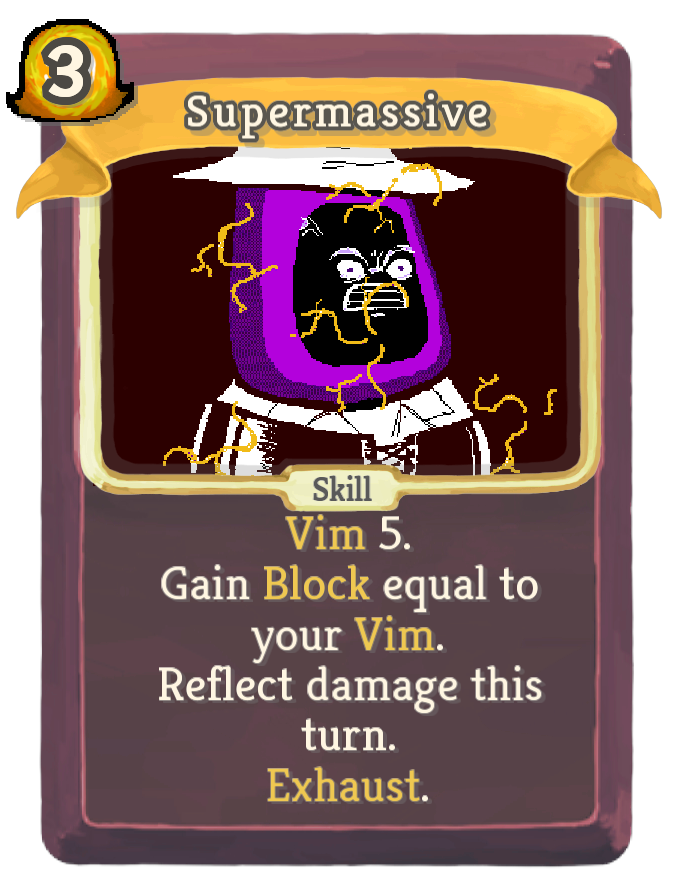 3
Supermassive
Skill
Vim 5.
Gain Block equal to
your Vim.
Reflect damage this
turn.
Exhaust.